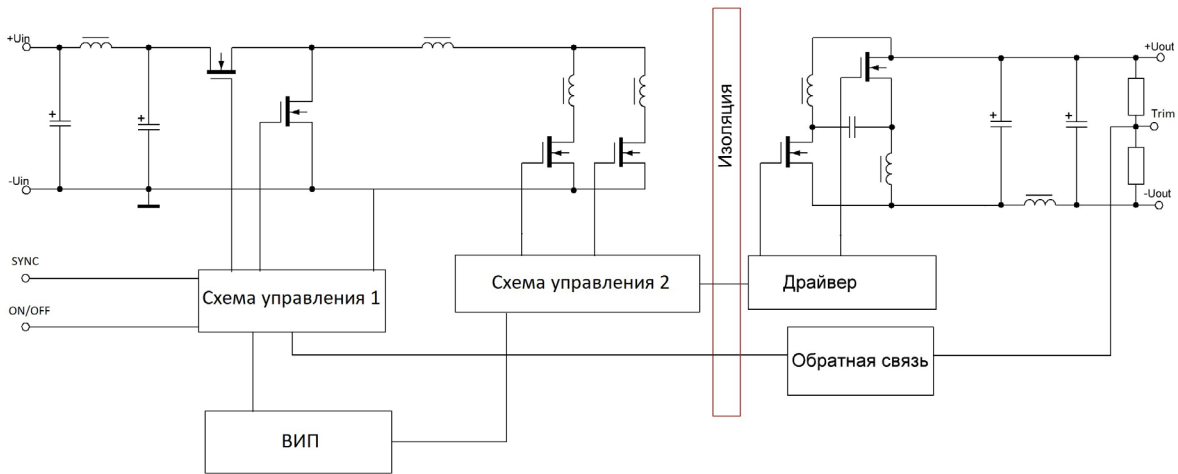 +Uin
-Uin
SYNC
ON/OFF
Схема управления 1
ВИП
Схема управления 2
Изоляция
Драйвер
Обратная связь
+Uout
Trim
-Uout
+
+
+
+